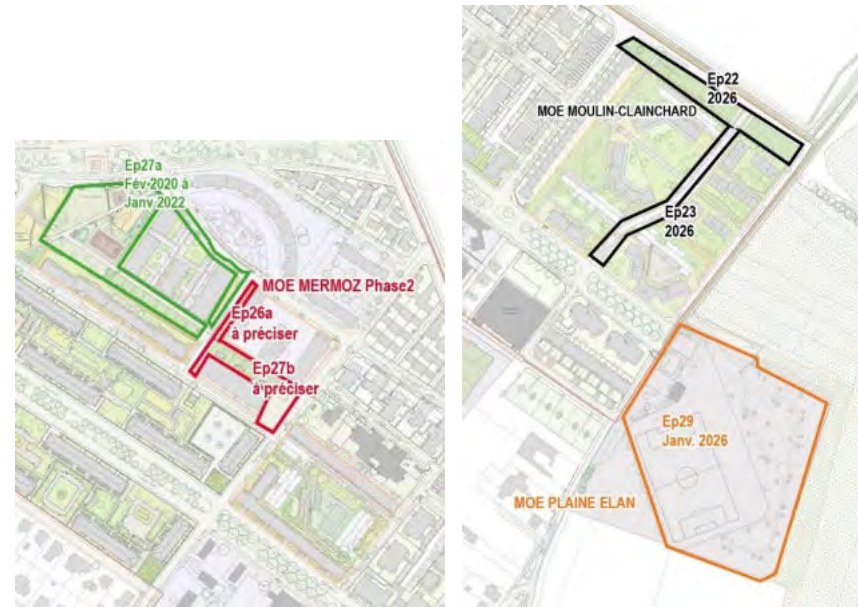 Ep27a
Fév 2020 à
Janv 2022
MOE MERMOZ Phase2
Ep26a
à préciser
Ep27b
à préciser
Ep22
2026
MOE MOULIN-CLAINCHARD
Ep23
2026
Ep29
Janv. 2026
MOE PLAINE ELAN